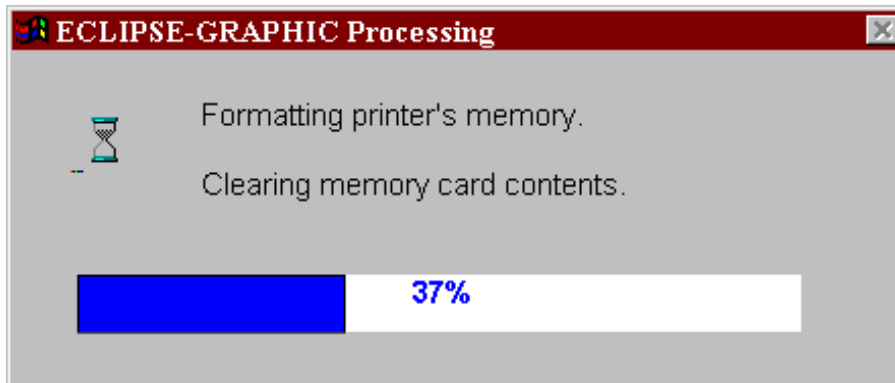 ECLIPSE-GRAPHIC Processing
Formatting printer's memory.
Clearing memory card contents.
37%